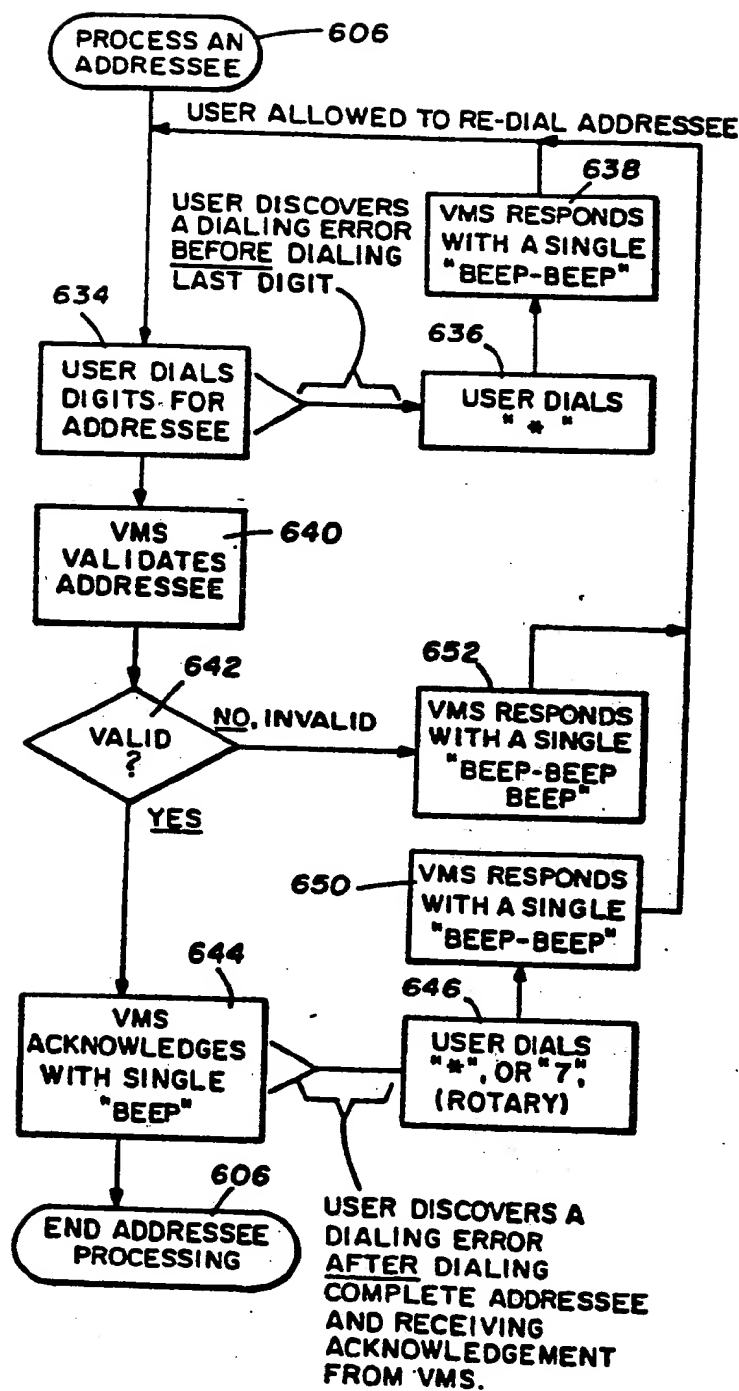 PROCESS AN
ADDRESSEE
606
USER ALLOWED TO RE-DIAL ADDRESSEE
638
VMS RESPONDS
WITH A SINGLE
"BEEP-BEEP"
USER DISCOVERS
A DIALING ERROR
BEFORE DIALING
LAST DIGIT
634
USER DIALS
DIGITS FOR
ADDRESSEE
636
USER DIALS
"*"
VMS
VALIDATES
ADDRESSEE
640
642
VALID
?
NO, INVALID
YES
652
VMS RESPONDS
WITH A SINGLE
"BEEP-BEEP
BEEP"
650
VMS RESPONDS
WITH A SINGLE
"BEEP-BEEP"
644
VMS
ACKNOWLEDGES
WITH SINGLE
"BEEP"
646
USER DIALS
"*", OR "7",
(ROTARY)
606
END ADDRESSEE
PROCESSING
USER DISCOVERS A
DIALING ERROR
AFTER DIALING
COMPLETE ADDRESSEE
AND RECEIVING
ACKNOWLEDGEMENT
FROM VMS.